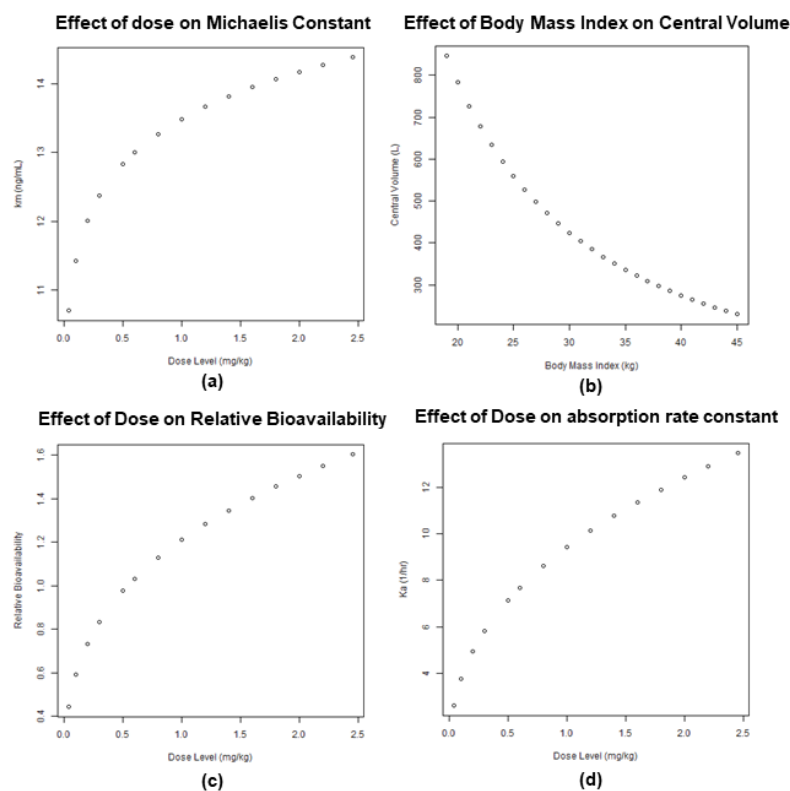 Effect of dose on Michaelis Constant
km (ng/mL)
14
13
12
11
0.0 0.5 1.0 1.5 2.0 2.5
Dose Level (mg/kg)
(a)
Effect of Body Mass Index on Central Volume
Central Volume (L)
800
700
600
500
400
300
20 25 30 35 40 45
Body Mass Index (kg)
(b)
Effect of Dose on Relative Bioavailability
Relative Bioavailability
1.6
1.4
1.2
1.0
0.8
0.6
0.4
0.0 0.5 1.0 1.5 2.0 2.5
Dose Level (mg/kg)
(c)
Effect of Dose on absorption rate constant
Ka (1/hr)
12
10
8
6
4
0.0 0.5 1.0 1.5 2.0 2.5
Dose Level (mg/kg)
(d)